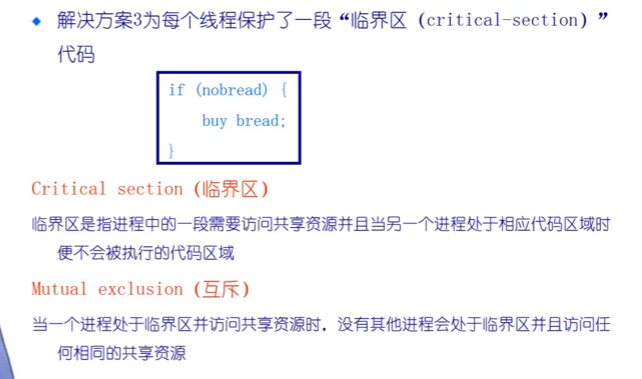 解决方案3为每个线程保护了一段“临界区（critical-section）”
代码
if (nobread) {
buy bread;
}
Critical section (临界区)
临界区是指进程中的一段需要访问共享资源并且当另一个进程处于相应代码区域时
便不会被执行的代码区域
Mutual exclusion (互斥)
当一个进程处于临界区并访问共享资源时，没有其他进程会处于临界区并且访问任
何相同的共享资源